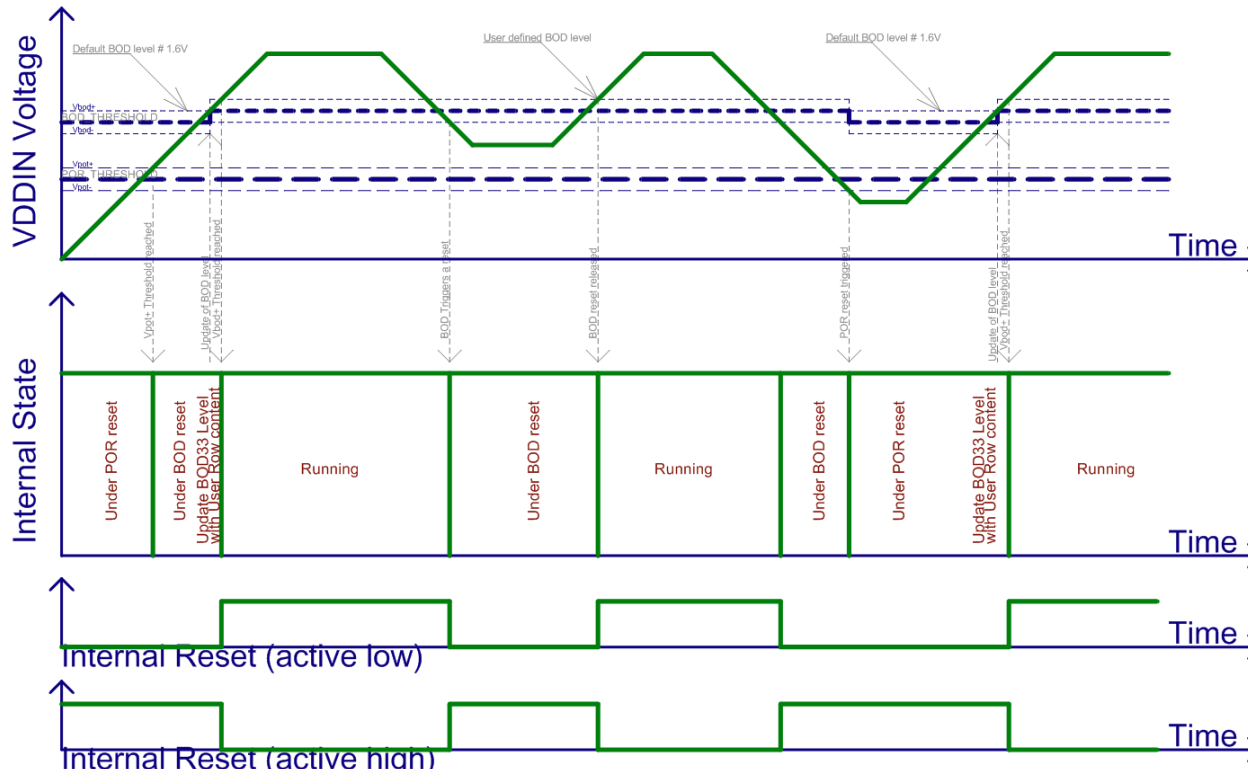 VDDIN Voltage
Default BOD level # 1.6V
User defined BOD level
Default BOD level # 1.6V
Vbod+
BOD_THRESHOLD
Vbod-
Vpot+
POR_THRESHOLD
Vpot-
Time
Vpot+ Threshold reached
Update of BOD level
Vbod+ Threshold reached
BOD Triggers a reset
BOD reset released
POR reset triggered
Update of BOD level
Vbod+ Threshold reached
Internal State
Under POR reset
Under BOD reset
Update BOD33 Level
with User Row content
Running
Under BOD reset
Running
Under BOD reset
Under POR reset
Update BOD33 Level
with User Row content
Running
Time
Internal Reset (active low)
Time
Internal Reset (active high)
Time